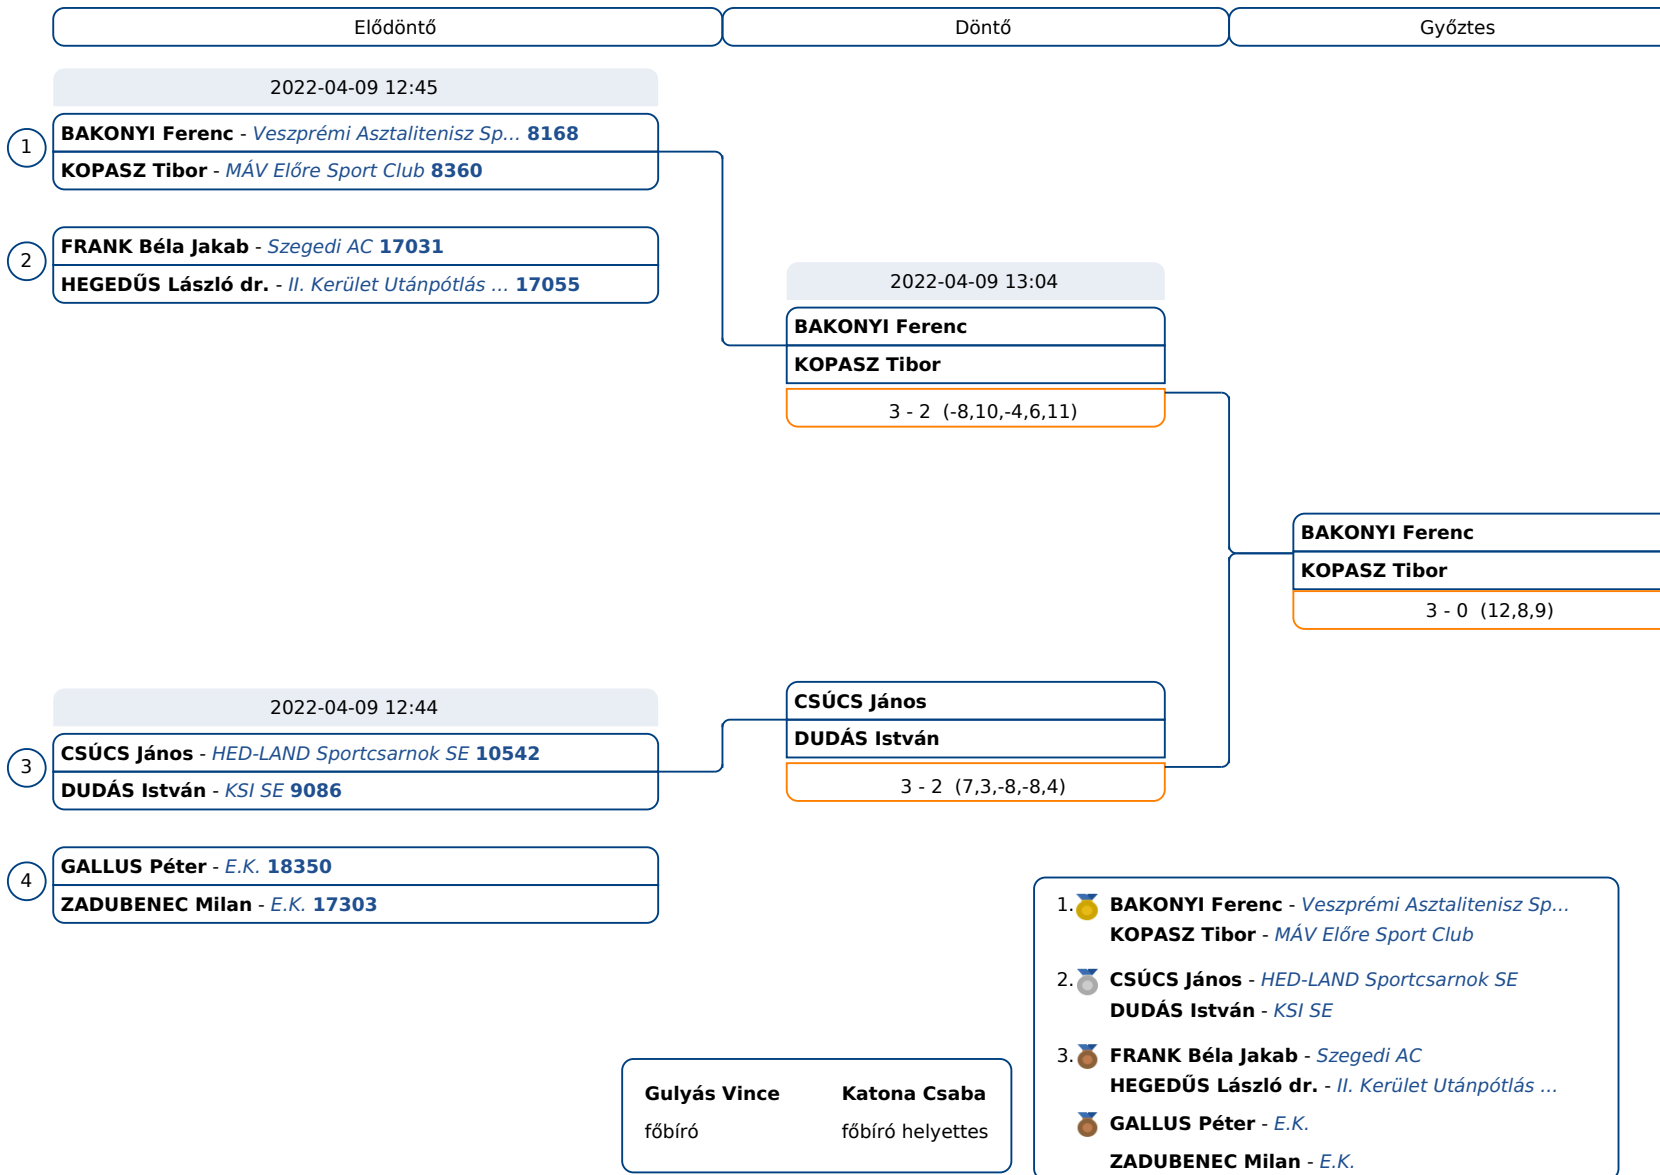 Elődöntő
Döntő
Győztes
2022-04-09 12:45
1
BAKONYI Ferenc - Veszprémi Asztalitenisz Sp... 8168
KOPASZ Tibor - MÁV Előre Sport Club 8360
2
FRANK Béla Jakab - Szegedi AC 17031
HEGEDŰS László dr. - II. Kerület Utánpótlás ... 17055
2022-04-09 13:04
BAKONYI Ferenc
KOPASZ Tibor
3 - 2 (-8,10,-4,6,11)
BAKONYI Ferenc
KOPASZ Tibor
3 - 0 (12,8,9)
2022-04-09 12:44
3
CSÚCS János - HED-LAND Sportcsarnok SE 10542
DUDÁS István - KSI SE 9086
CSÚCS János
DUDÁS István
3 - 2 (7,3,-8,-8,4)
4
GALLUS Péter - E.K. 18350
ZADUBENEC Milan - E.K. 17303
1. BAKONYI Ferenc - Veszprémi Asztalitenisz Sp...
KOPASZ Tibor - MÁV Előre Sport Club
2. CSÚCS János - HED-LAND Sportcsarnok SE
DUDÁS István - KSI SE
3. FRANK Béla Jakab - Szegedi AC
HEGEDŰS László dr. - II. Kerület Utánpótlás ...
GALLUS Péter - E.K.
ZADUBENEC Milan - E.K.
Gulyás Vince
főbíró
Katona Csaba
főbíró helyettes